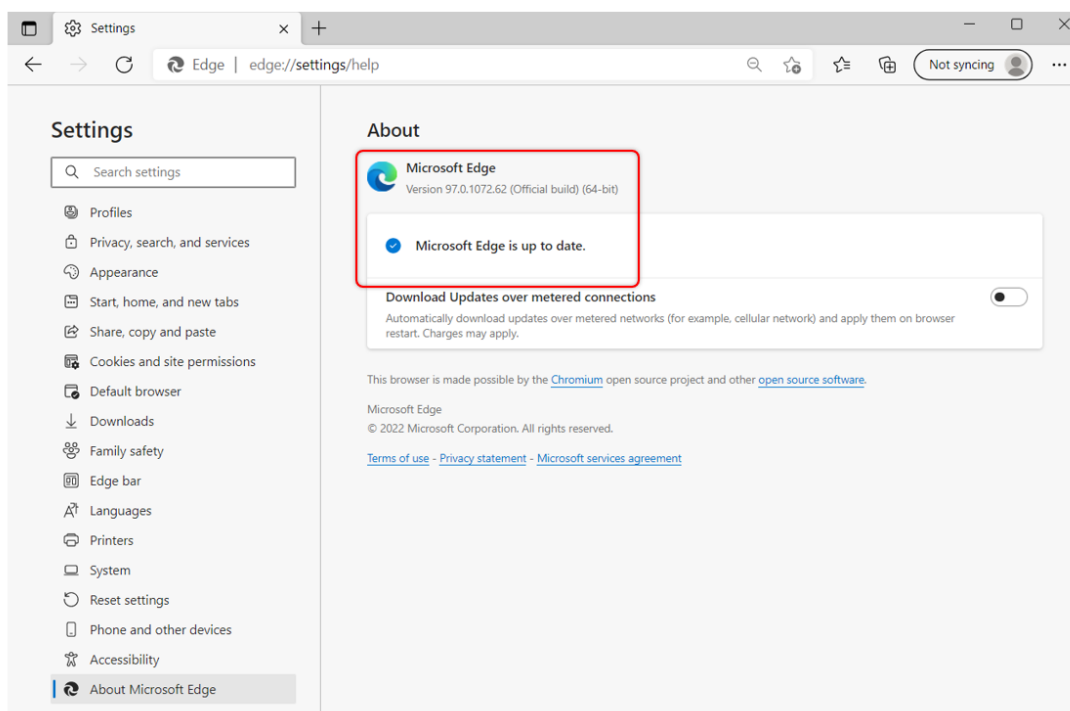 Settings
Edge | edge://settings/help
Not syncing
Settings
Search settings
Profiles
Privacy, search, and services
Appearance
Start, home, and new tabs
Share, copy and paste
Cookies and site permissions
Default browser
Downloads
Family safety
Edge bar
Languages
Printers
System
Reset settings
Phone and other devices
Accessibility
About Microsoft Edge
About
Microsoft Edge
Version 97.0.1072.62 (Official build) (64-bit)
Microsoft Edge is up to date.
Download Updates over metered connections
Automatically download updates over metered networks (for example, cellular network) and apply them on browser
restart. Charges may apply.
This browser is made possible by the Chromium open source project and other open source software.
Microsoft Edge
© 2022 Microsoft Corporation. All rights reserved.
Terms of use - Privacy statement - Microsoft services agreement